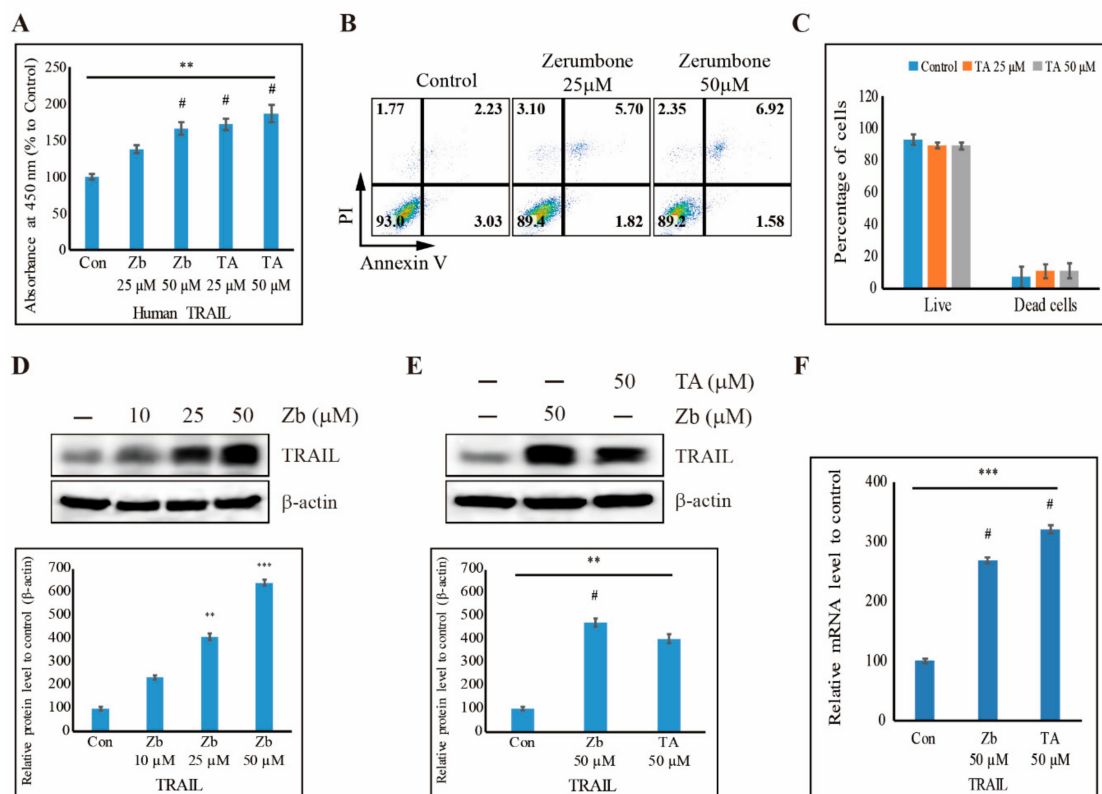 A
Absorbance at 450 nm (% to Control)
250
200
150
100
50
0
**
#
#
#
Con
Zb
Zb
TA
TA
25 μM
50 μM
25 μM
50 μM
Human TRAIL
B
Control
Zerumbone
25μM
Zerumbone
50μM
1.77
2.23
3.10
5.70
2.35
6.92
93.0
3.03
89.4
1.82
89.2
1.58
PI
Annexin V
C
Control
TA 25 μM
TA 50 μM
Percentage of cells
120
100
80
60
40
20
0
Live
Dead cells
D
—
10
25
50
Zb (μM)
TRAIL
β-actin
Relative protein level to control (β-actin)
700
600
500
400
300
200
100
0
**
***
Con
Zb
Zb
Zb
10 μM
25 μM
50 μM
TRAIL
E
—
—
50
TA (μM)
—
50
—
Zb (μM)
TRAIL
β-actin
Relative protein level to control (β-actin)
700
600
500
400
300
200
100
0
**
#
Con
Zb
TA
50 μM
50 μM
TRAIL
F
Relative mRNA level to control
400
300
200
100
0
***
#
#
Con
Zb
TA
50 μM
50 μM
TRAIL